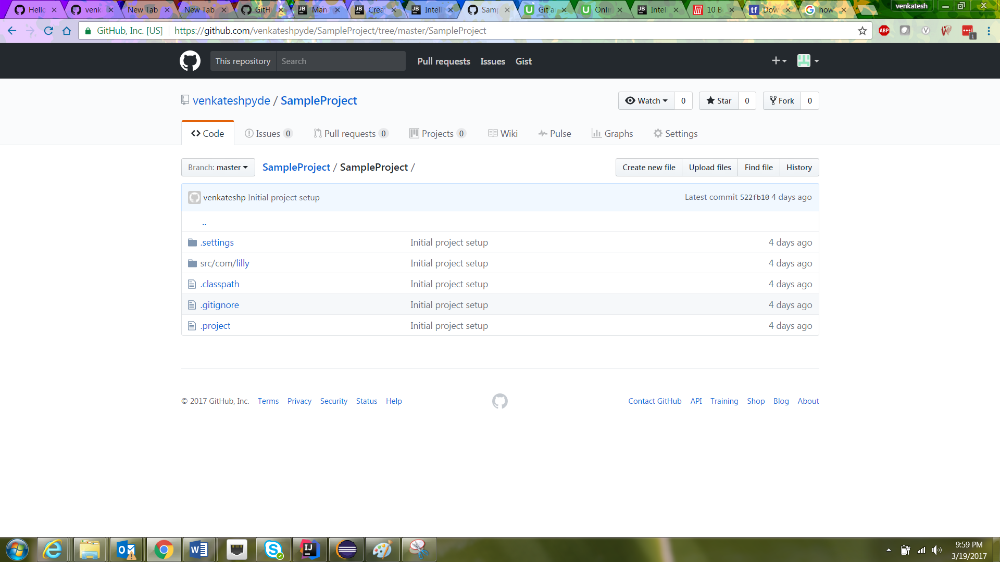 Hello venk New Tab New Tab GitH Man Crea Intell Sam Git a Onlin Intell 10 B Dow how venkatesh
GitHub, Inc. [US] https://github.com/venkateshpyde/SampleProject/tree/master/SampleProject ABP 1
This repository Search Pull requests Issues Gist
venkateshpyde / SampleProject Watch 0 Star 0 Fork 0
Code Issues 0 Pull requests 0 Projects 0 Wiki Pulse Graphs Settings
Branch: master SampleProject / SampleProject / Create new file Upload files Find file History
venkateshp Initial project setup Latest commit 522fb10 4 days ago
..
.settings Initial project setup 4 days ago
src/com/lilly Initial project setup 4 days ago
.classpath Initial project setup 4 days ago
.gitignore Initial project setup 4 days ago
.project Initial project setup 4 days ago
© 2017 GitHub, Inc. Terms Privacy Security Status Help Contact GitHub API Training Shop Blog About
9:59 PM
3/19/2017